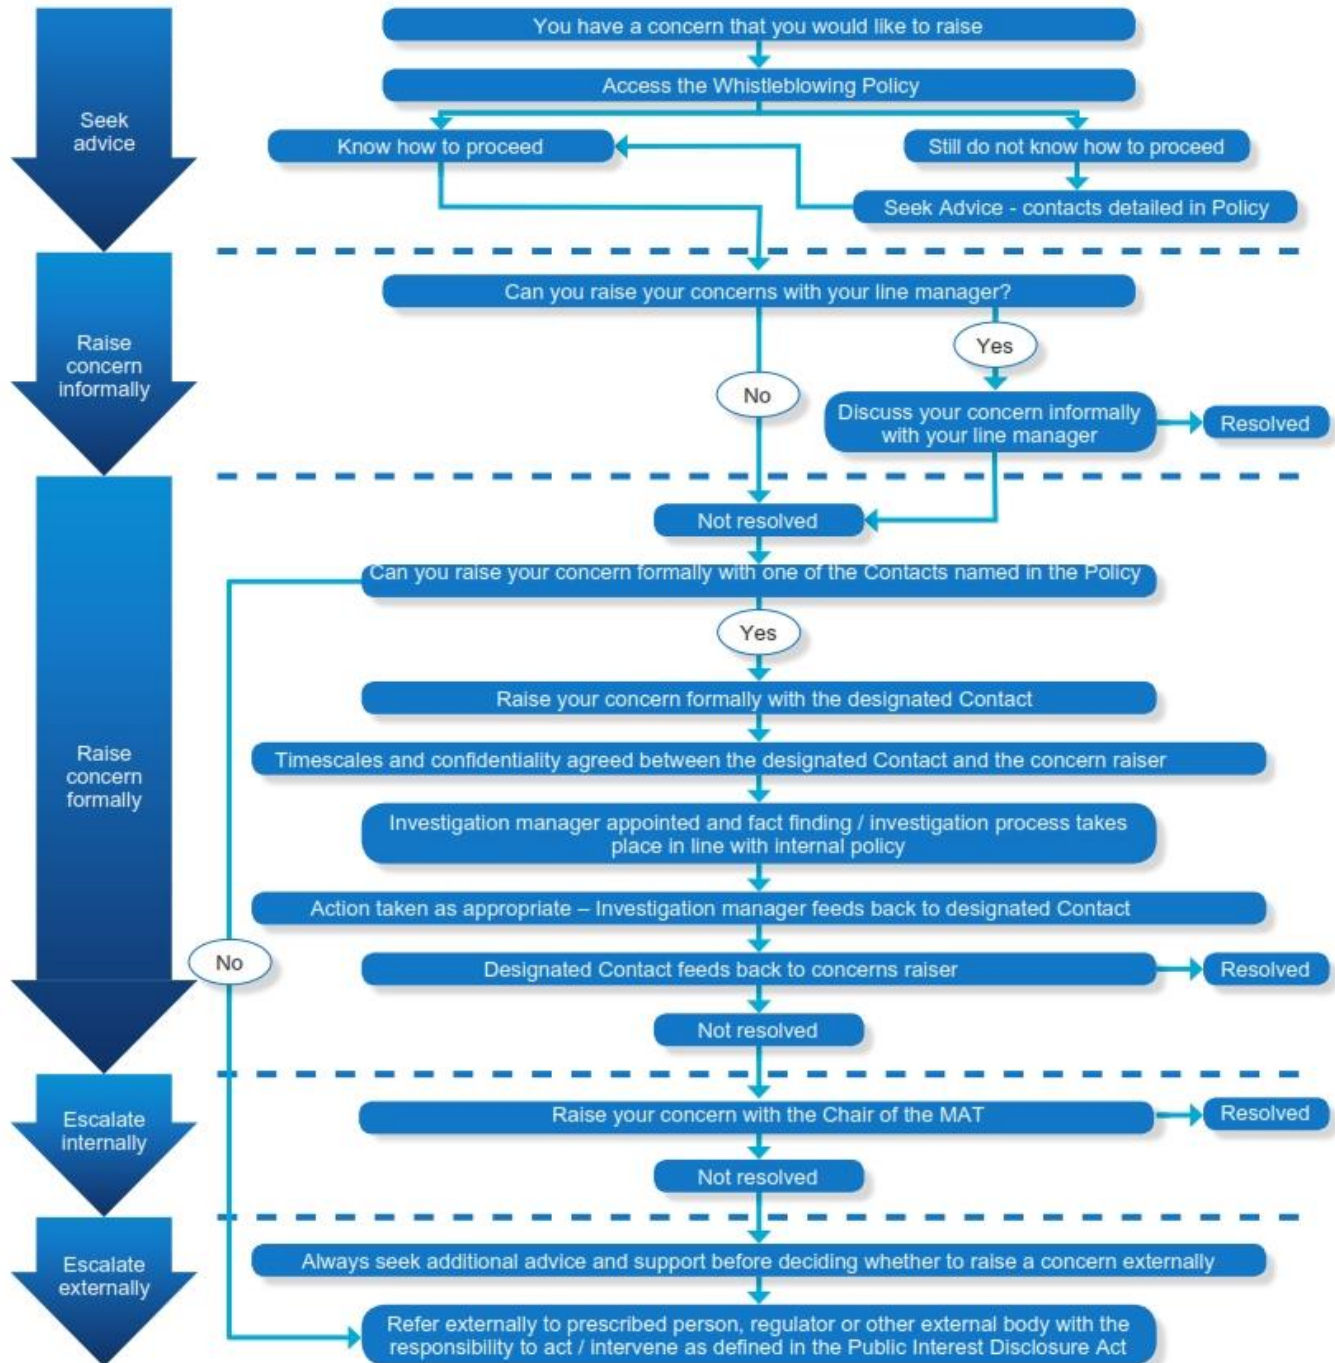 You have a concern that you would like to raise
Access the Whistleblowing Policy
Seek
advice
Know how to proceed
Still do not know how to proceed
Seek Advice - contacts detailed in Policy
Can you raise your concerns with your line manager?
Raise
concern
informally
Yes
No
Discuss your concern informally
with your line manager
Resolved
Not resolved
Can you raise your concern formally with one of the Contacts named in the Policy
Yes
Raise your concern formally with the designated Contact
Raise
concern
formally
Timescales and confidentiality agreed between the designated Contact and the concern raiser
Investigation manager appointed and fact finding / investigation process takes
place in line with internal policy
Action taken as appropriate – Investigation manager feeds back to designated Contact
No
Designated Contact feeds back to concerns raiser
Resolved
Not resolved
Escalate
internally
Raise your concern with the Chair of the MAT
Resolved
Not resolved
Escalate
externally
Always seek additional advice and support before deciding whether to raise a concern externally
Refer externally to prescribed person, regulator or other external body with the
responsibility to act / intervene as defined in the Public Interest Disclosure Act